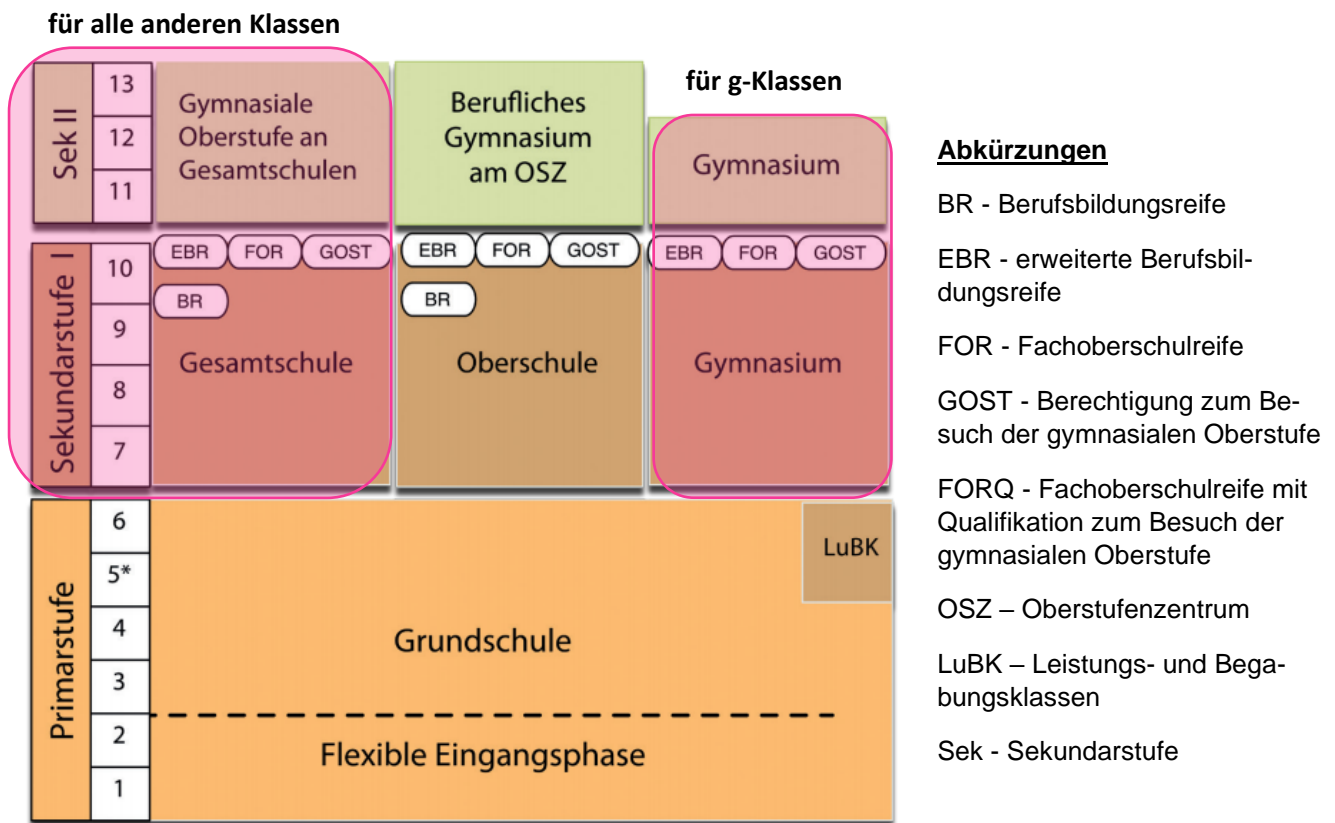 für alle anderen Klassen
für g-Klassen
Sek II
13
12
11
Gymnasiale
Oberstufe an
Gesamtschulen
Berufliches
Gymnasium
am OSZ
Gymnasium
Sekundarstufe I
10
9
8
7
EBR
FOR
GOST
BR
Gesamtschule
EBR
FOR
GOST
BR
Oberschule
EBR
FOR
GOST
Gymnasium
Primarstufe
6
5*
4
3
2
1
LuBK
Grundschule
Flexible Eingangsphase
Abkürzungen
BR - Berufsbildungsreife
EBR - erweiterte Berufsbil-
dungsreife
FOR - Fachoberschulreife
GOST - Berechtigung zum Be-
such der gymnasialen Oberstufe
FORQ - Fachoberschulreife mit
Qualifikation zum Besuch der
gymnasialen Oberstufe
OSZ – Oberstufenzentrum
LuBK – Leistungs- und Bega-
bungsklassen
Sek - Sekundarstufe